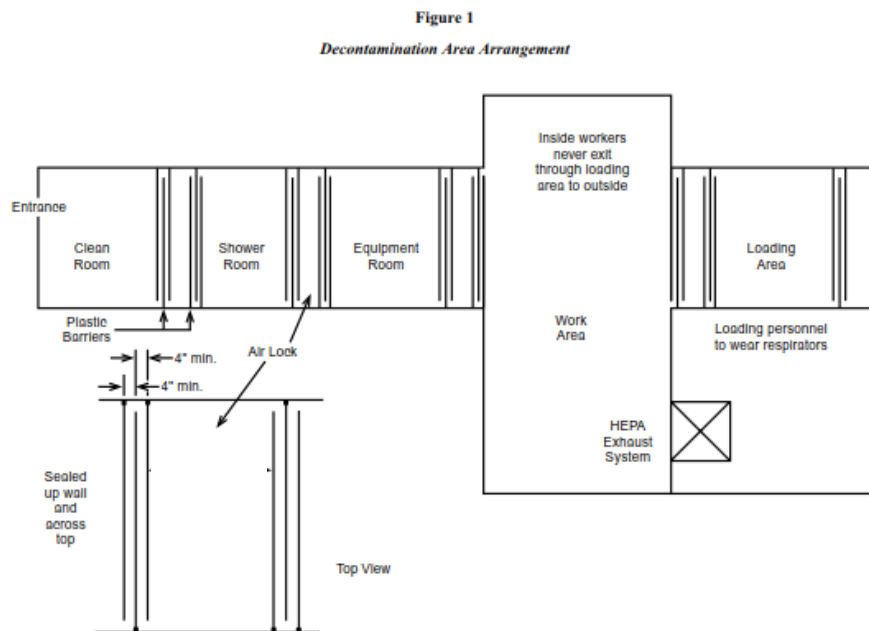 Figure 1
Decontamination Area Arrangement
Inside workers
never exit
through loading
area to outside
Entrance
Clean
Room
Shower
Room
Equipment
Room
Loading
Area
Plastic
Barriers
Air Lock
Work
Area
Loading personnel
to wear respirators
4" min.
4" min.
HEPA
Exhaust
System
Sealed
up wall
and
across
top
Top View